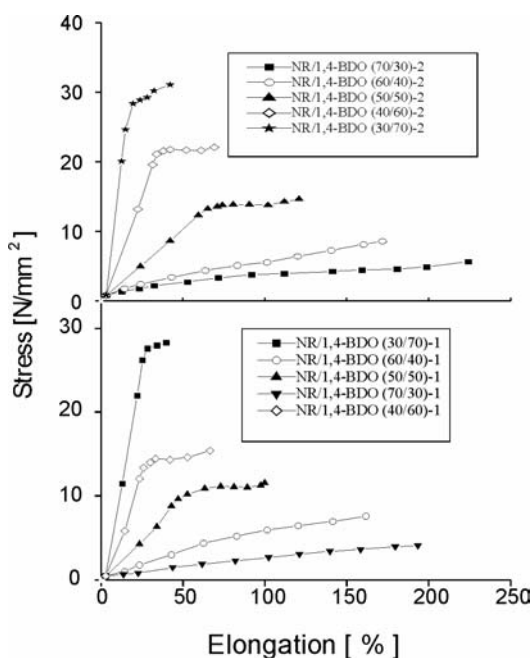 40
NR/1,4-BDO (70/30)-2
NR/1,4-BDO (60/40)-2
NR/1,4-BDO (50/50)-2
NR/1,4-BDO (40/60)-2
NR/1,4-BDO (30/70)-2
30
20
10
0
30
NR/1,4-BDO (30/70)-1
NR/1,4-BDO (60/40)-1
NR/1,4-BDO (50/50)-1
NR/1,4-BDO (70/30)-1
NR/1,4-BDO (40/60)-1
20
10
0
0 50 100 150 200 250
Stress [N/mm²]
Elongation [ % ]